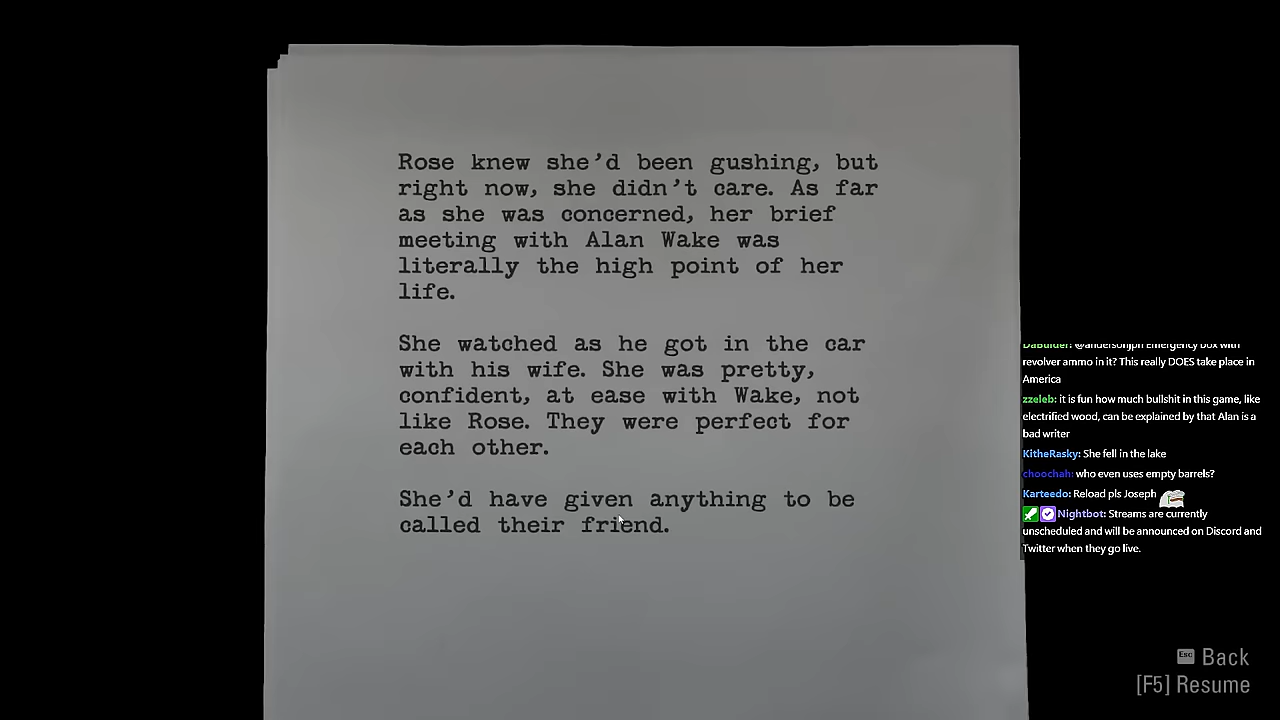 Rose knew she'd been gushing, but
right now, she didn't care. As far
as she was concerned, her brief
meeting with Alan Wake was
literally the high point of her
life.
She watched as he got in the car
with his wife. She was pretty,
confident, at ease with Wake, not
like Rose. They were perfect for
each other.
She'd have given anything to be
called their friend.
DaBuilder: @andersonjph Emergency box with
revolver ammo in it? This really DOES take place in
America
zzeleb: it is fun how much bullshit in this game, like
electrified wood, can be explained by that Alan is a
bad writer
KitheRasky: She fell in the lake
choochah: who even uses empty barrels?
Karteedo: Reload pls Joseph
Nightbot: Streams are currently
unscheduled and will be announced on Discord and
Twitter when they go live.
Esc Back
[F5] Resume